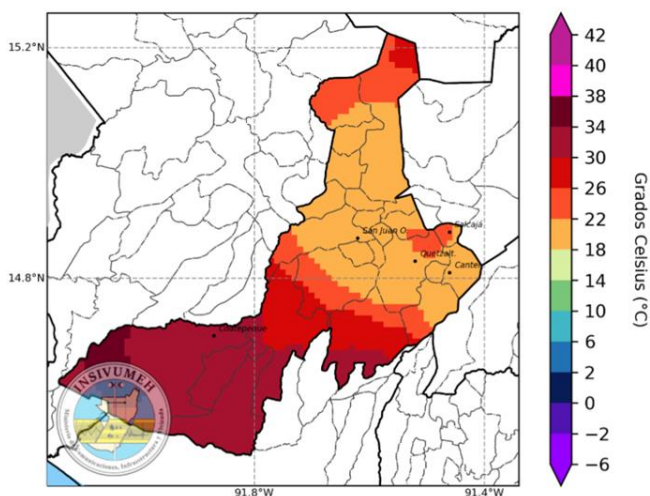 15.2°N
14.8°N
91.8°W
91.4°W
Salcajá
San Juan O.
Quetzalt.
Cantel
Coatepeque
INSIVUMEH
42
40
38
34
30
26
22
18
14
10
6
2
0
−2
−6
Grados Celsius (°C)